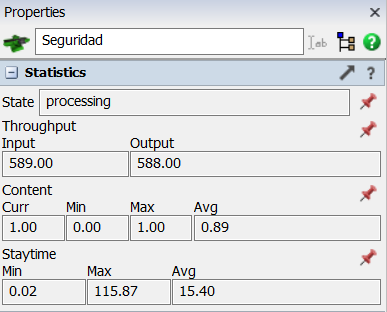 Properties
Seguridad
ab
Statistics
?
State processing
Throughput
Input Output
589.00 588.00
Content
Curr Min Max Avg
1.00 0.00 1.00 0.89
Staytime
Min Max Avg
0.02 115.87 15.40